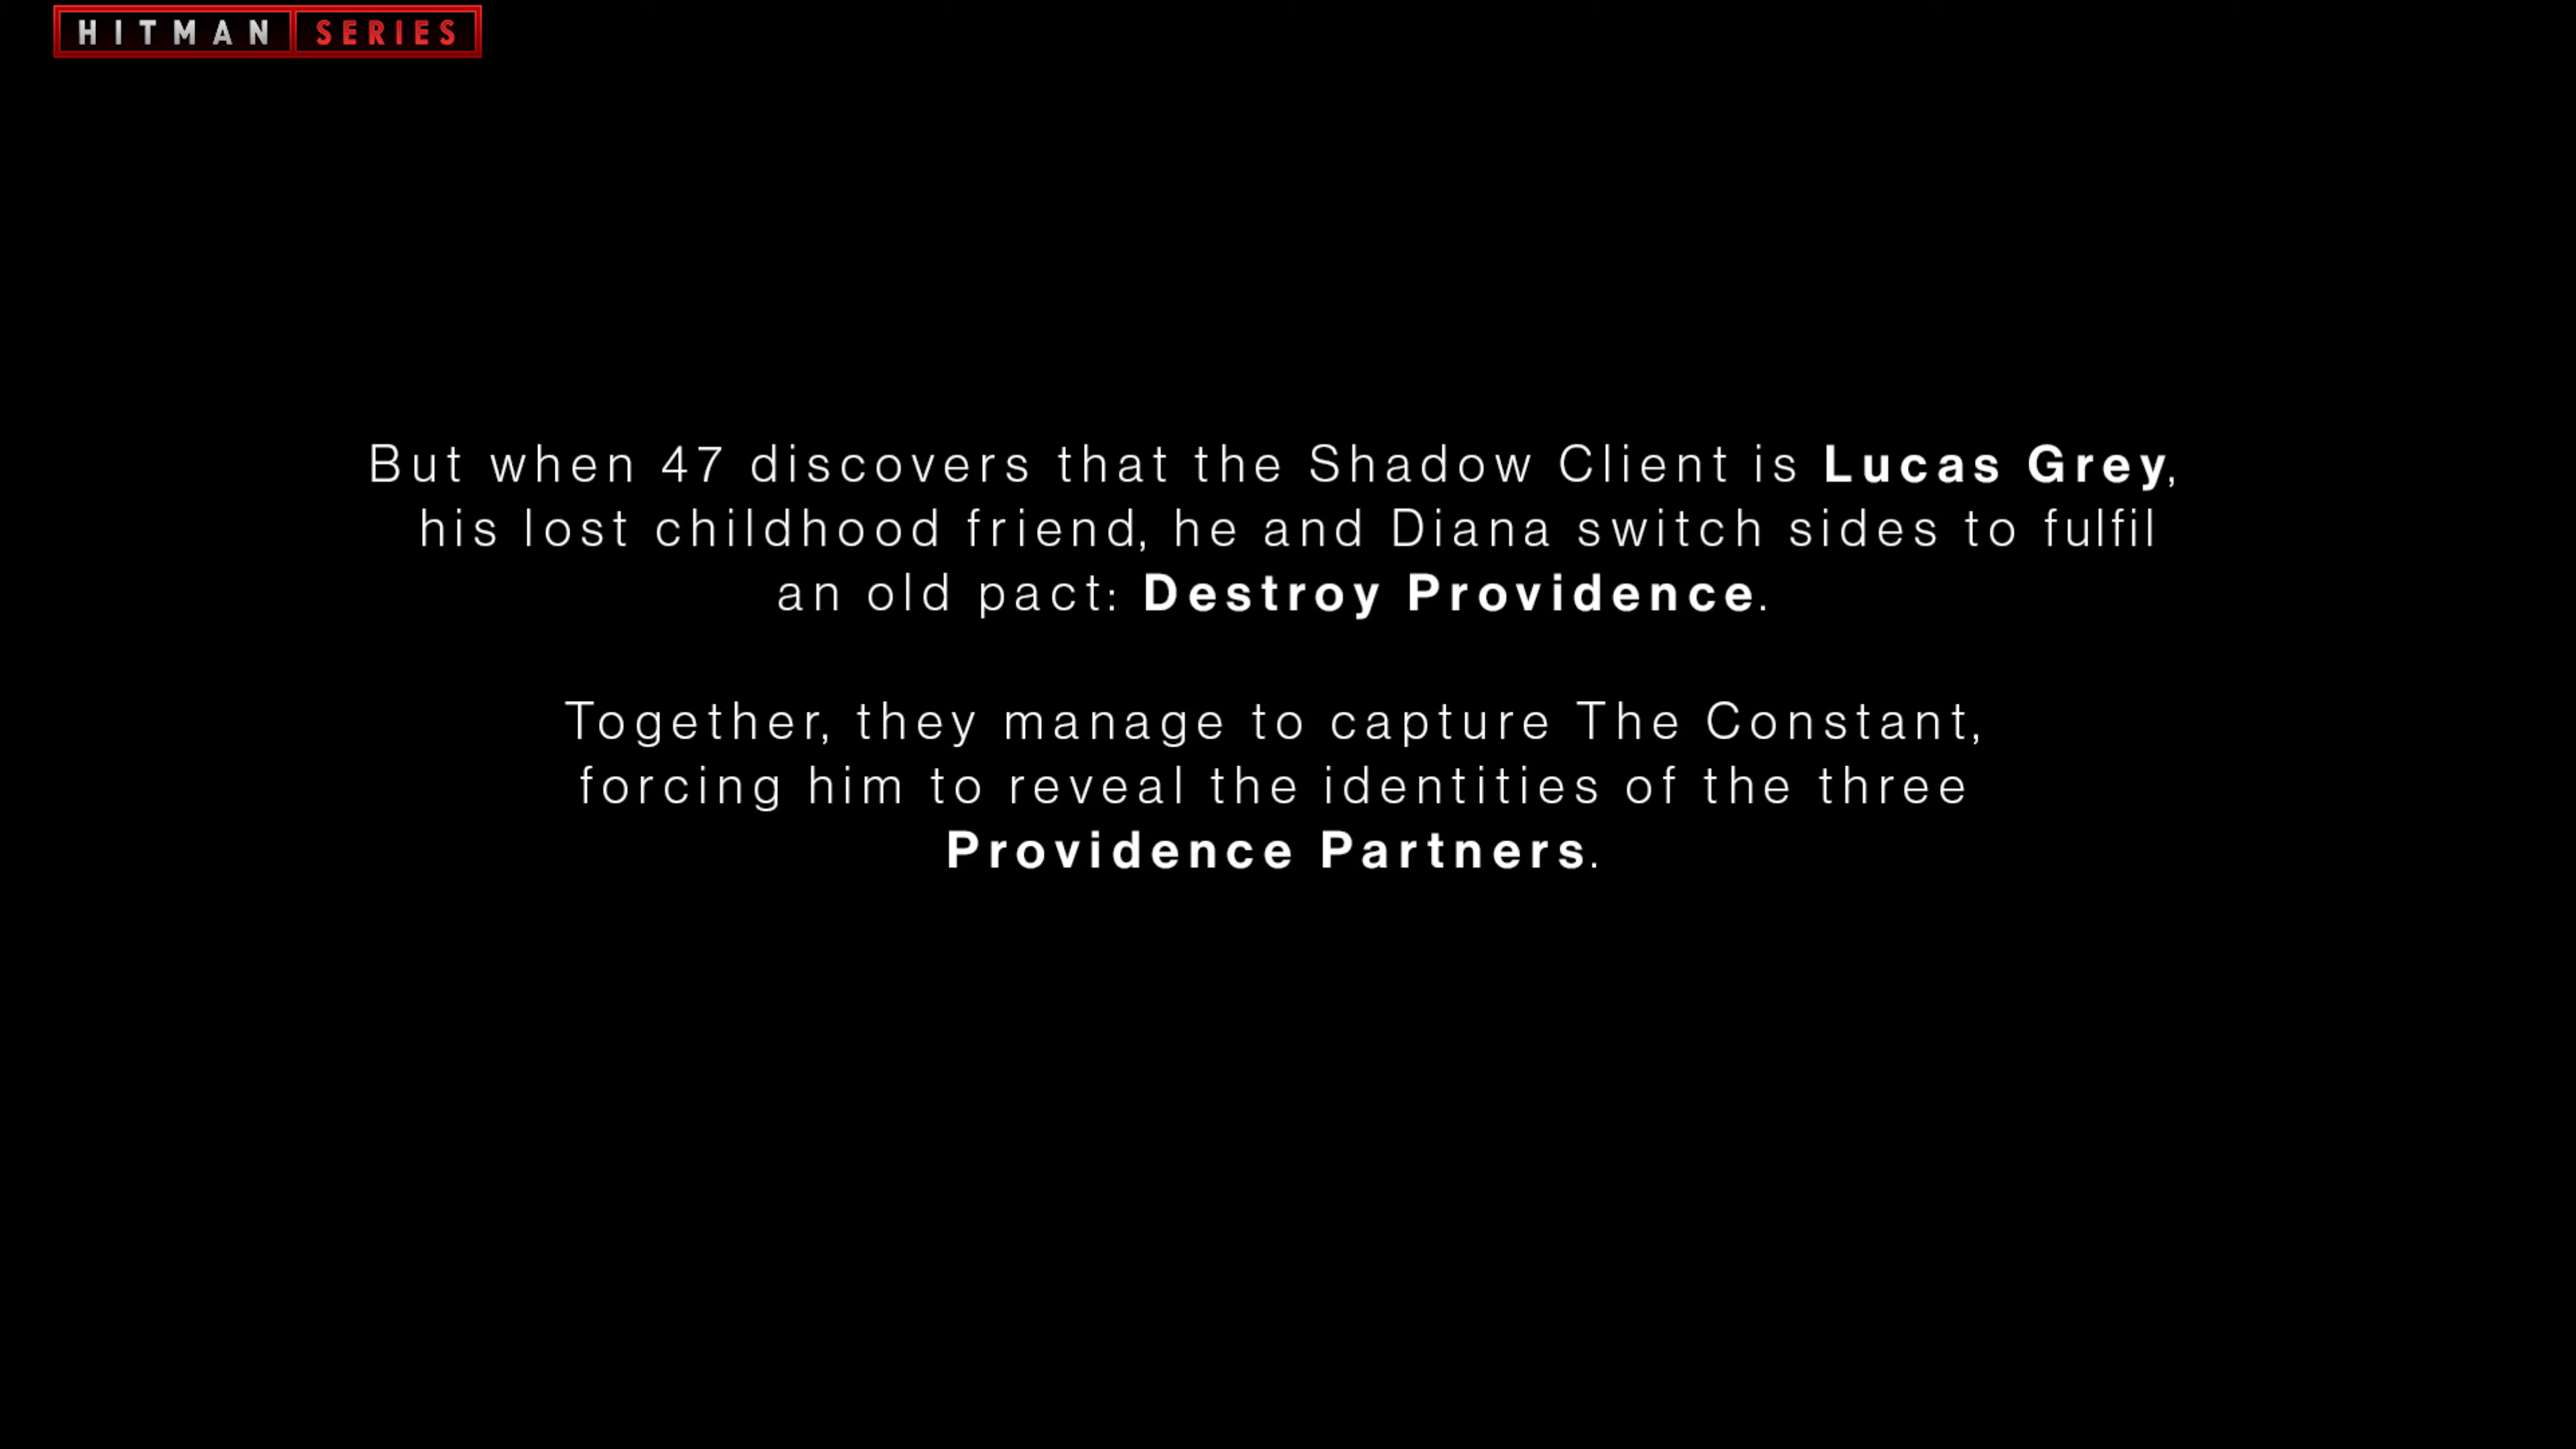 HITMAN SERIES
But when 47 discovers that the Shadow Client is Lucas Grey,
his lost childhood friend, he and Diana switch sides to fulfil
an old pact: Destroy Providence.
Together, they manage to capture The Constant,
forcing him to reveal the identities of the three
Providence Partners.